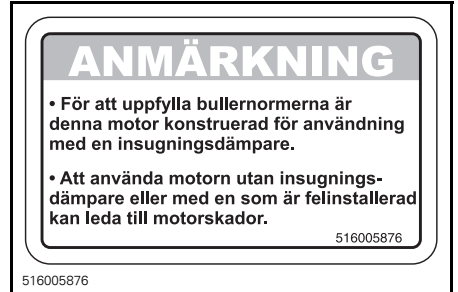 ANMÄRKNING
• För att uppfylla bullernormerna är
denna motor konstruerad för användning
med en insugningsdämpare.
• Att använda motorn utan insugnings-
dämpare eller med en som är felinstallerad
kan leda till motorskador.
516005876
516005876